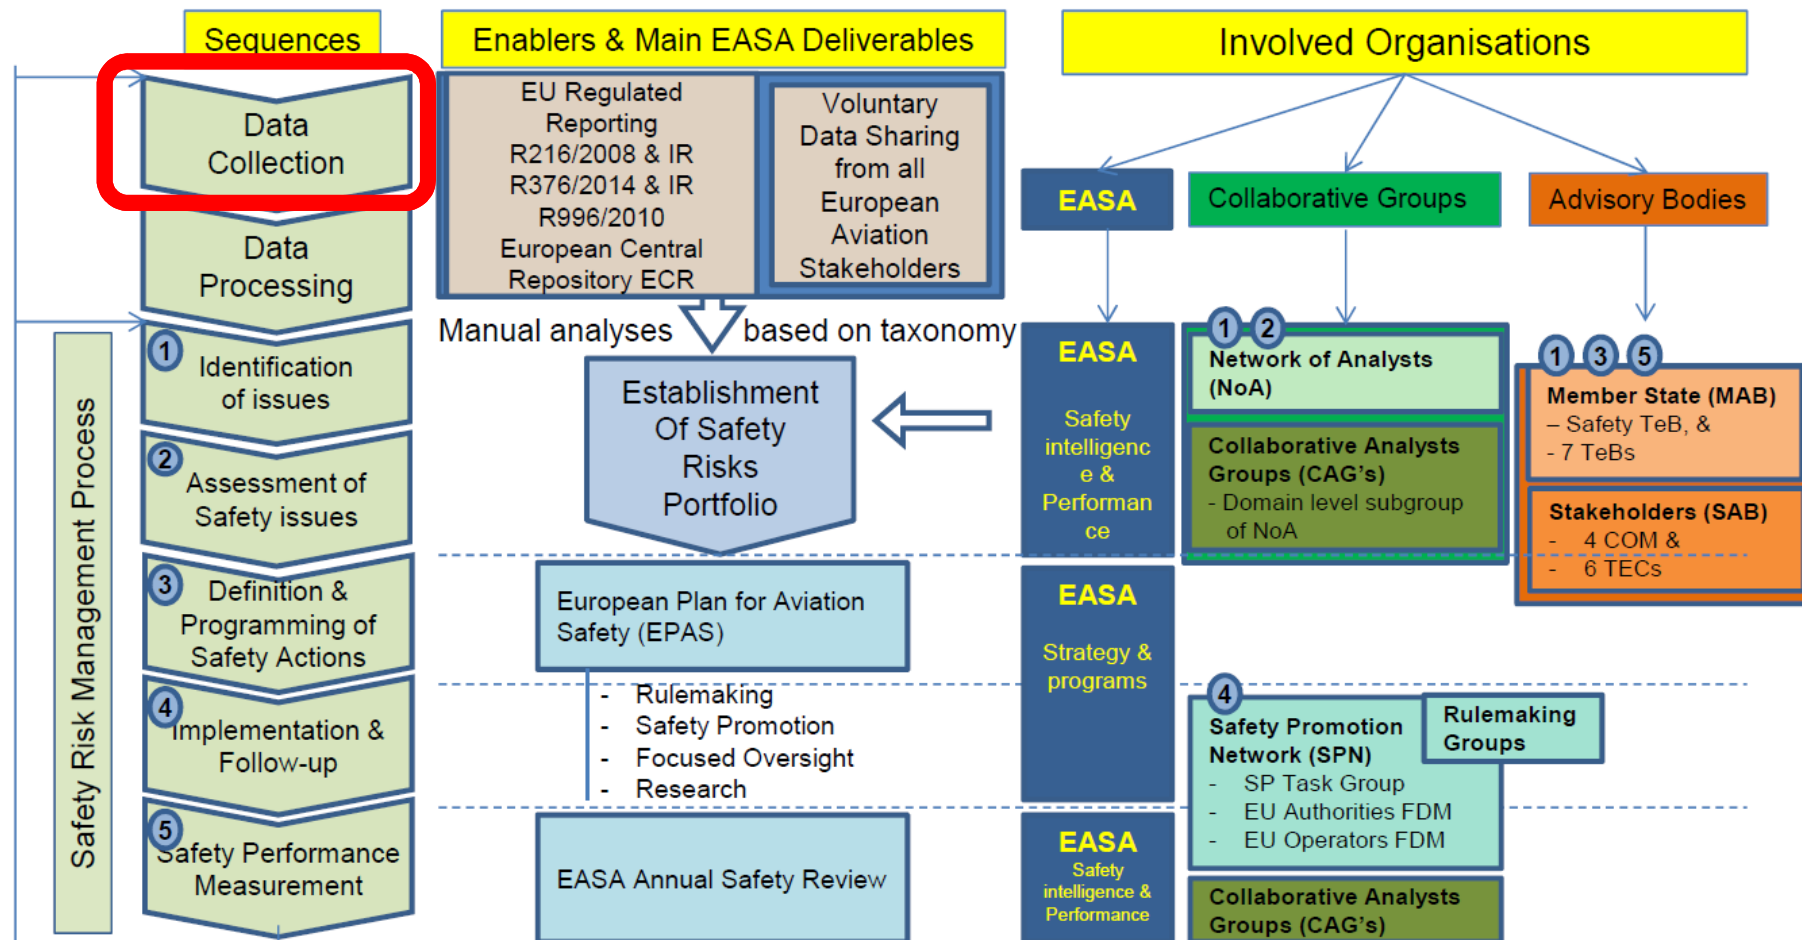 Sequences
Enablers & Main EASA Deliverables
Involved Organisations
Data
Collection
Data
Processing
Safety Risk Management Process
1
Identification
of issues
2
Assessment of
Safety issues
3
Definition &
Programming of
Safety Actions
4
Implementation &
Follow-up
5
Safety Performance
Measurement
EU Regulated
Reporting
R216/2008 & IR
R376/2014 & IR
R996/2010
European Central
Repository ECR
Voluntary
Data Sharing
from all
European
Aviation
Stakeholders
Manual analyses based on taxonomy
Establishment
Of Safety
Risks
Portfolio
European Plan for Aviation
Safety (EPAS)
- Rulemaking
- Safety Promotion
- Focused Oversight
- Research
EASA Annual Safety Review
EASA
Collaborative Groups
Advisory Bodies
EASA
Safety
intelligenc
e &
Performan
ce
EASA
Strategy &
programs
EASA
Safety
intelligence &
Performance
1 2
Network of Analysts
(NoA)
Collaborative Analysts
Groups (CAG's)
- Domain level subgroup
of NoA
1 3 5
Member State (MAB)
– Safety TeB, &
- 7 TeBs
Stakeholders (SAB)
- 4 COM &
- 6 TECs
4
Safety Promotion
Network (SPN)
- SP Task Group
- EU Authorities FDM
- EU Operators FDM
Rulemaking
Groups
Collaborative Analysts
Groups (CAG's)